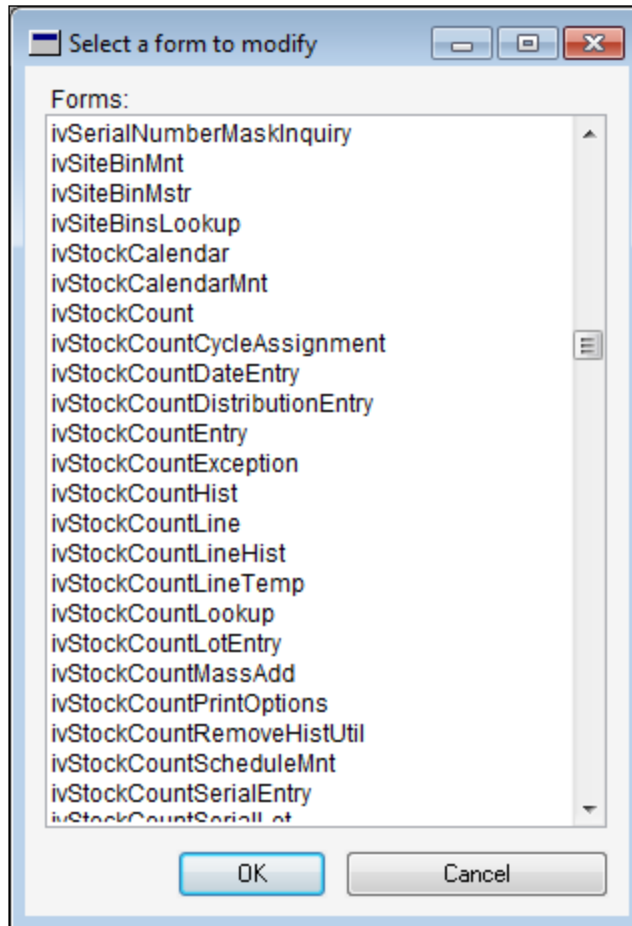 Select a form to modify
Forms:
ivSerialNumberMaskInquiry
ivSiteBinMnt
ivSiteBinMstr
ivSiteBinsLookup
ivStockCalendar
ivStockCalendarMnt
ivStockCount
ivStockCountCycleAssignment
ivStockCountDateEntry
ivStockCountDistributionEntry
ivStockCountEntry
ivStockCountException
ivStockCountHist
ivStockCountLine
ivStockCountLineHist
ivStockCountLineTemp
ivStockCountLookup
ivStockCountLotEntry
ivStockCountMassAdd
ivStockCountPrintOptions
ivStockCountRemoveHistUtil
ivStockCountScheduleMnt
ivStockCountSerialEntry
ivStockCountSerialLot
OK
Cancel